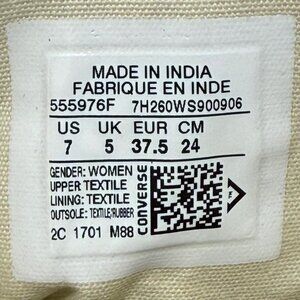 MADE IN INDIA
FABRIQUE EN INDE
555976F 7H260WS900906
US UK EUR CM
7 5 37.5 24
GENDER: WOMEN
UPPER TEXTILE
LINING: TEXTILE
OUTSOLE: TEXTILE/RUBBER
2C 1701 M88
CONVERSE